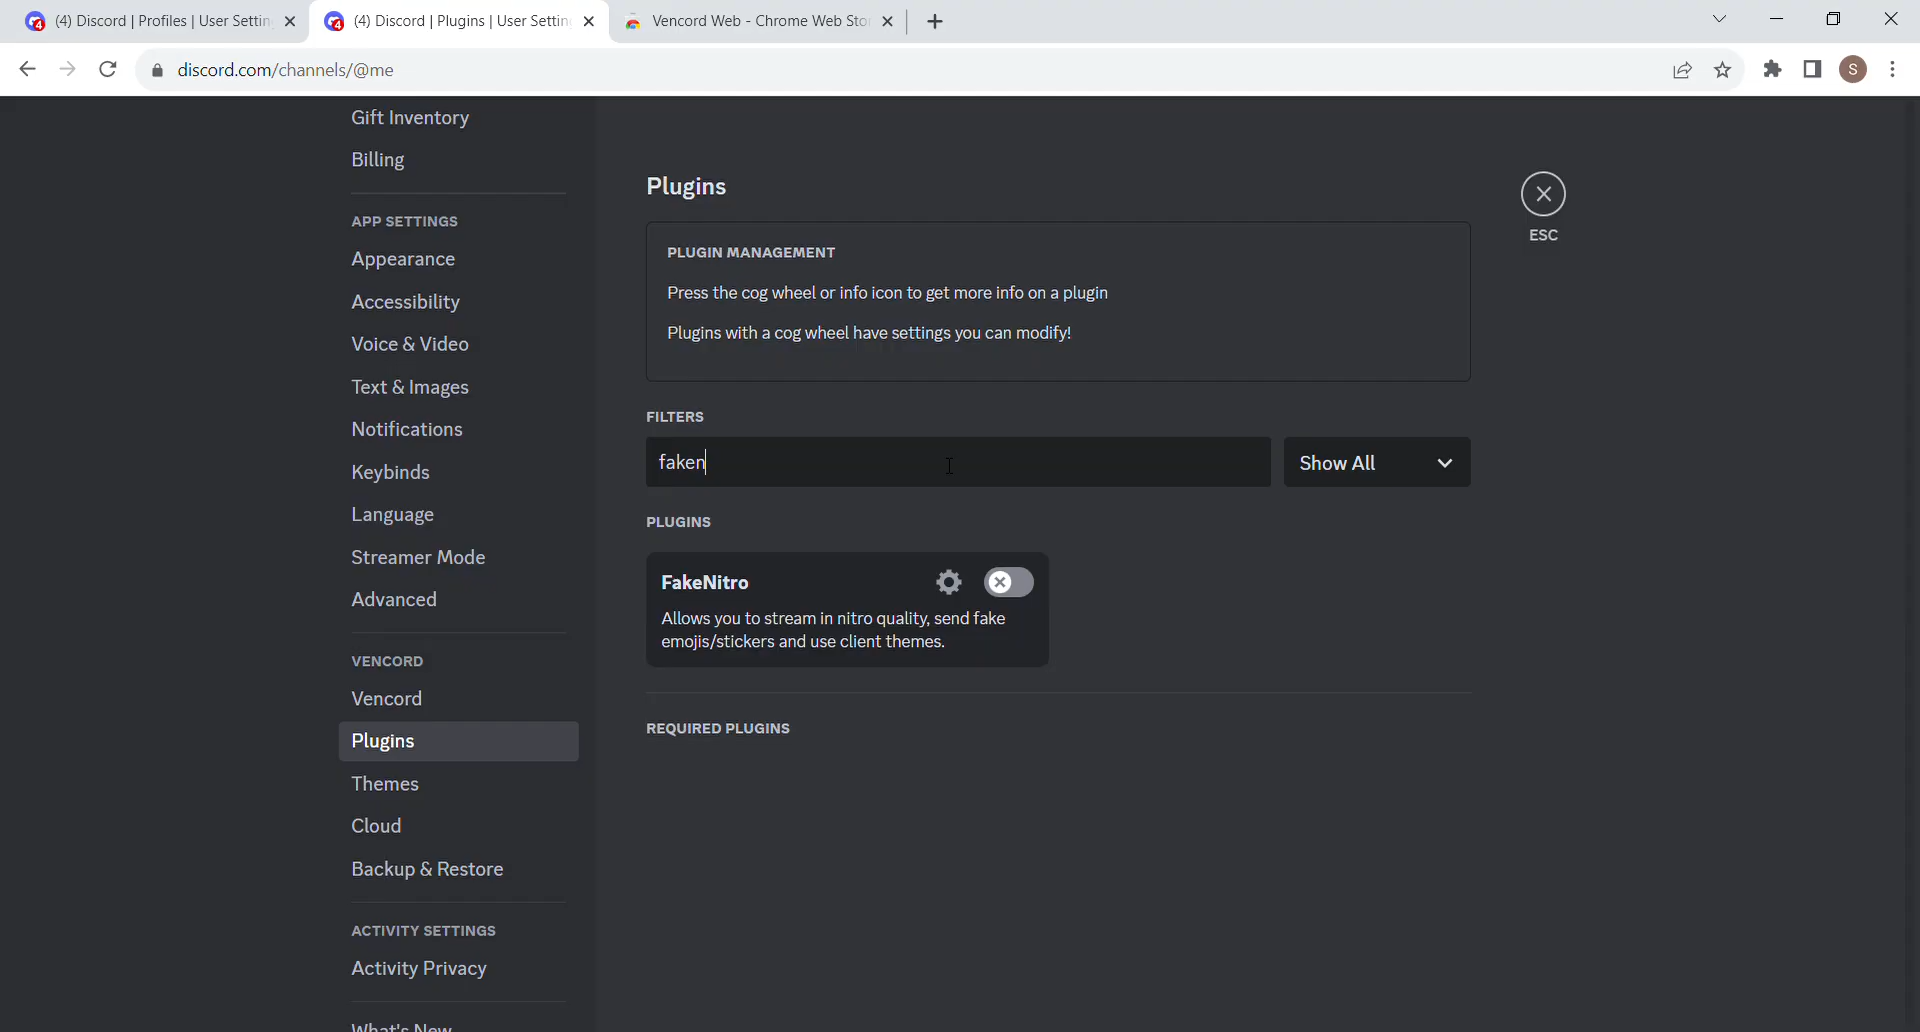 (4) Discord | Profiles | User Settin
(4) Discord | Plugins | User Settin
Vencord Web - Chrome Web Sto
discord.com/channels/@me
S
Gift Inventory
Billing
APP SETTINGS
Appearance
Accessibility
Voice & Video
Text & Images
Notifications
Keybinds
Language
Streamer Mode
Advanced
VENCORD
Vencord
Plugins
Themes
Cloud
Backup & Restore
ACTIVITY SETTINGS
Activity Privacy
What's New
Plugins
ESC
PLUGIN MANAGEMENT
Press the cog wheel or info icon to get more info on a plugin
Plugins with a cog wheel have settings you can modify!
FILTERS
faken
Show All
PLUGINS
FakeNitro
Allows you to stream in nitro quality, send fake
emojis/stickers and use client themes.
REQUIRED PLUGINS